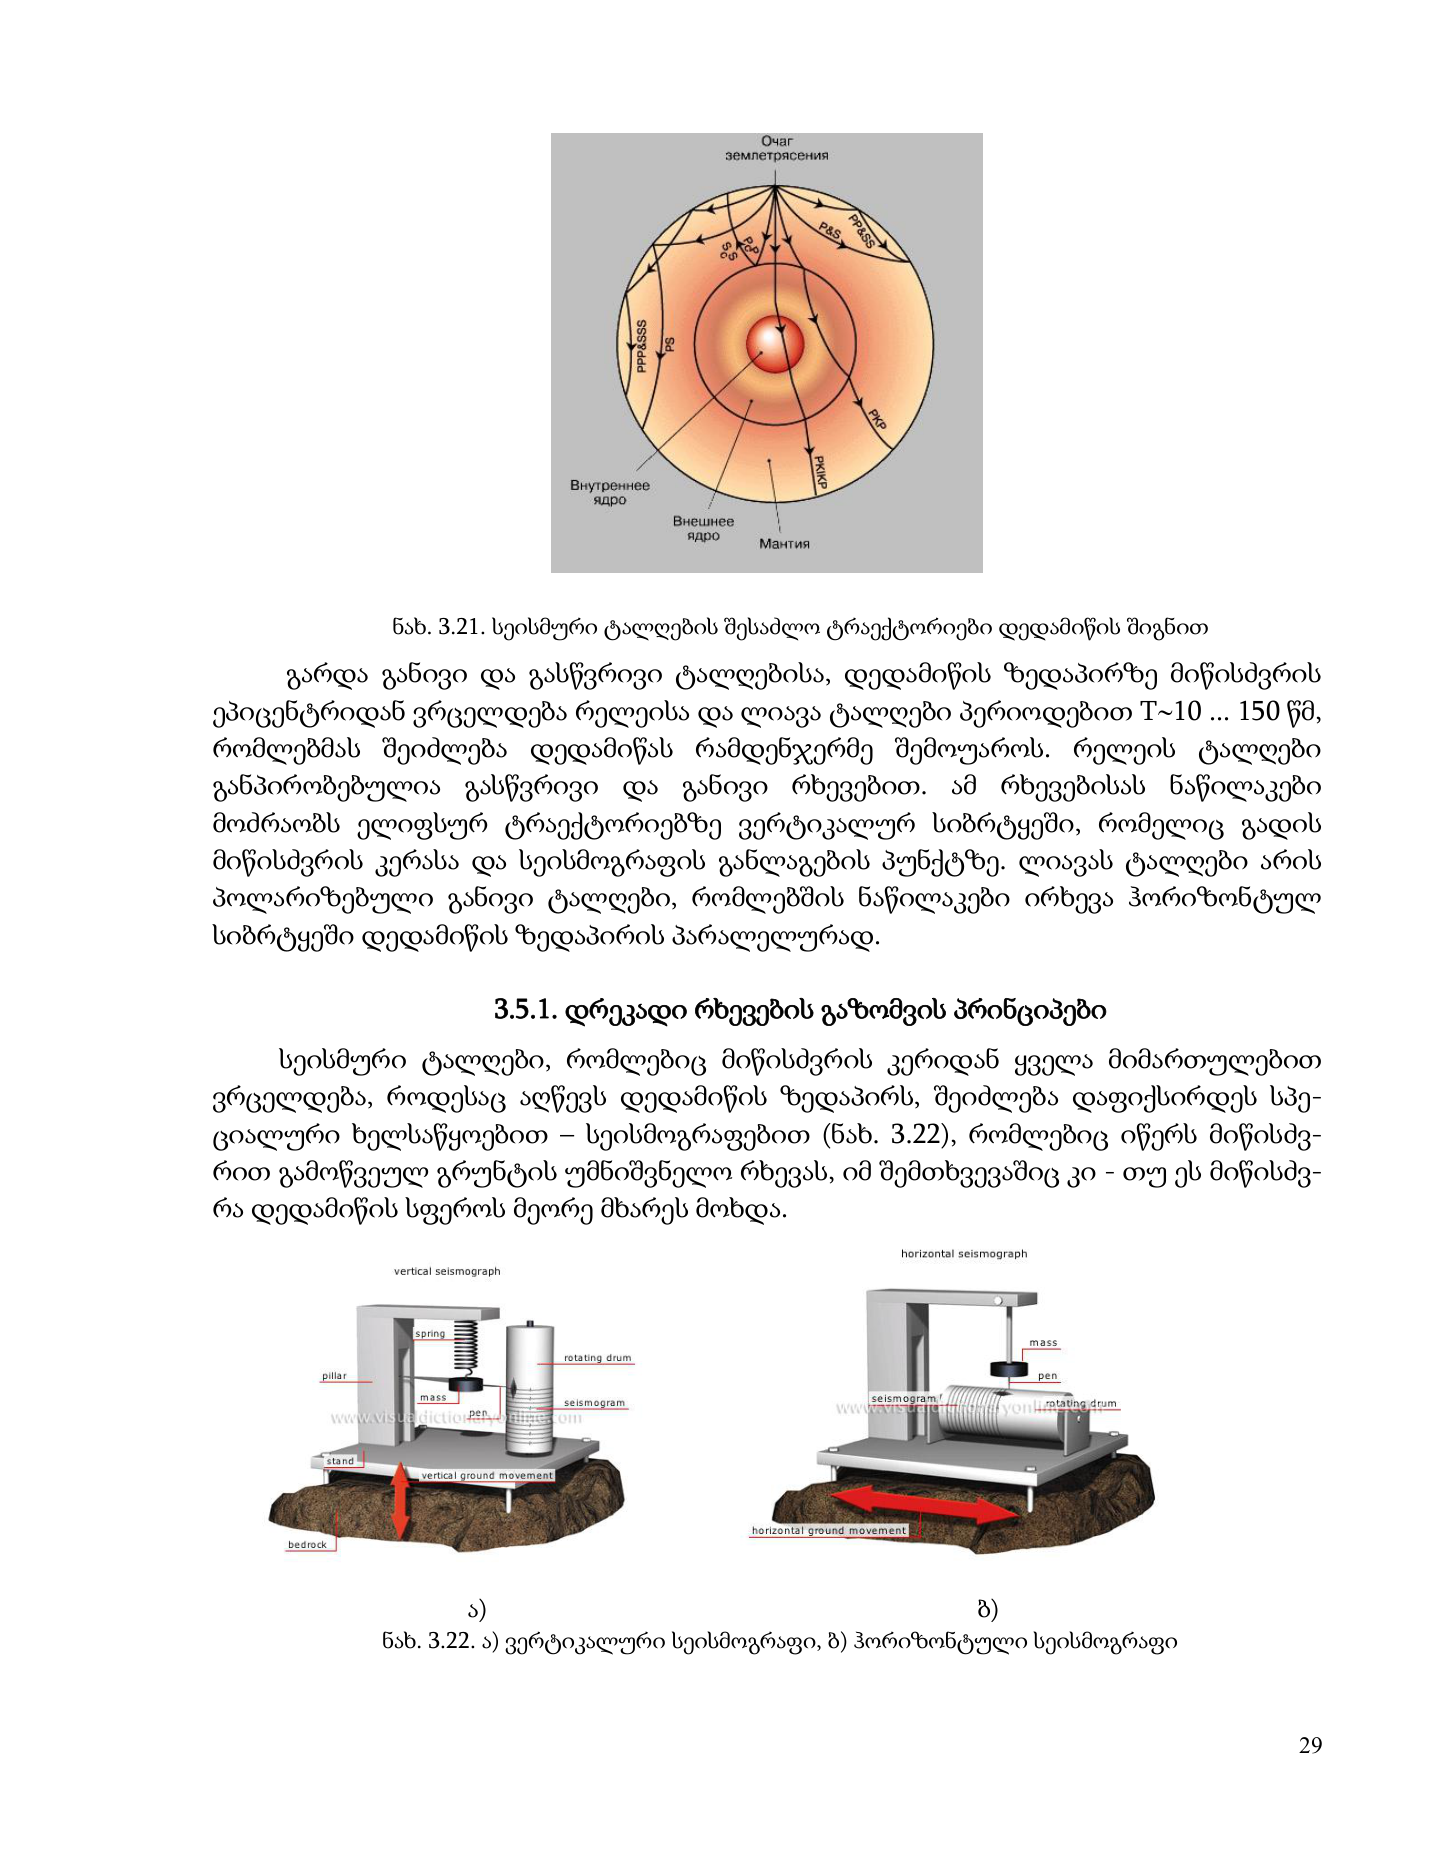 Очаг
землетрясения
P&S
PP&SS
PcP
ScS
PPP&SSS
PS
PKP
PKIKP
Внутреннее
ядро
Внешнее
ядро
Мантия
ნახ. 3.21. სეისმური ტალღების შესაძლო ტრაექტორიები დედამიწის შიგნით
გარდა განივი და გასწვრივი ტალღებისა, დედამიწის ზედაპირზე მიწისძვრის
ეპიცენტრიდან ვრცელდება რელეისა და ლიავა ტალღები პერიოდებით T~10 ... 150 წმ,
რომლებმას შეიძლება დედამიწას რამდენჯერმე შემოუაროს. რელეის ტალღები
განპირობებულია გასწვრივი და განივი რხევებით. ამ რხევებისას ნაწილაკები
მოძრაობს ელიფსურ ტრაექტორიებზე ვერტიკალურ სიბრტყეში, რომელიც გადის
მიწისძვრის კერასა და სეისმოგრაფის განლაგების პუნქტზე. ლიავას ტალღები არის
პოლარიზებული განივი ტალღები, რომლებშის ნაწილაკები ირხევა ჰორიზონტულ
სიბრტყეში დედამიწის ზედაპირის პარალელურად.
3.5.1. დრეკადი რხევების გაზომვის პრინციპები
სეისმური ტალღები, რომლებიც მიწისძვრის კერიდან ყველა მიმართულებით
ვრცელდება, როდესაც აღწევს დედამიწის ზედაპირს, შეიძლება დაფიქსირდეს სპე-
ციალური ხელსაწყოებით – სეისმოგრაფებით (ნახ. 3.22), რომლებიც იწერს მიწისძვ-
რით გამოწვეულ გრუნტის უმნიშვნელო რხევას, იმ შემთხვევაშიც კი - თუ ეს მიწისძვ-
რა დედამიწის სფეროს მეორე მხარეს მოხდა.
vertical seismograph
spring
rotating drum
pillar
mass
seismogram
pen
www.visualdictionaryonline.com
stand
vertical ground movement
bedrock
horizontal seismograph
mass
pen
seismogram
rotating drum
www.visualdictionaryonline.com
horizontal ground movement
ა) ბ)
ნახ. 3.22. ა) ვერტიკალური სეისმოგრაფი, ბ) ჰორიზონტული სეისმოგრაფი
29